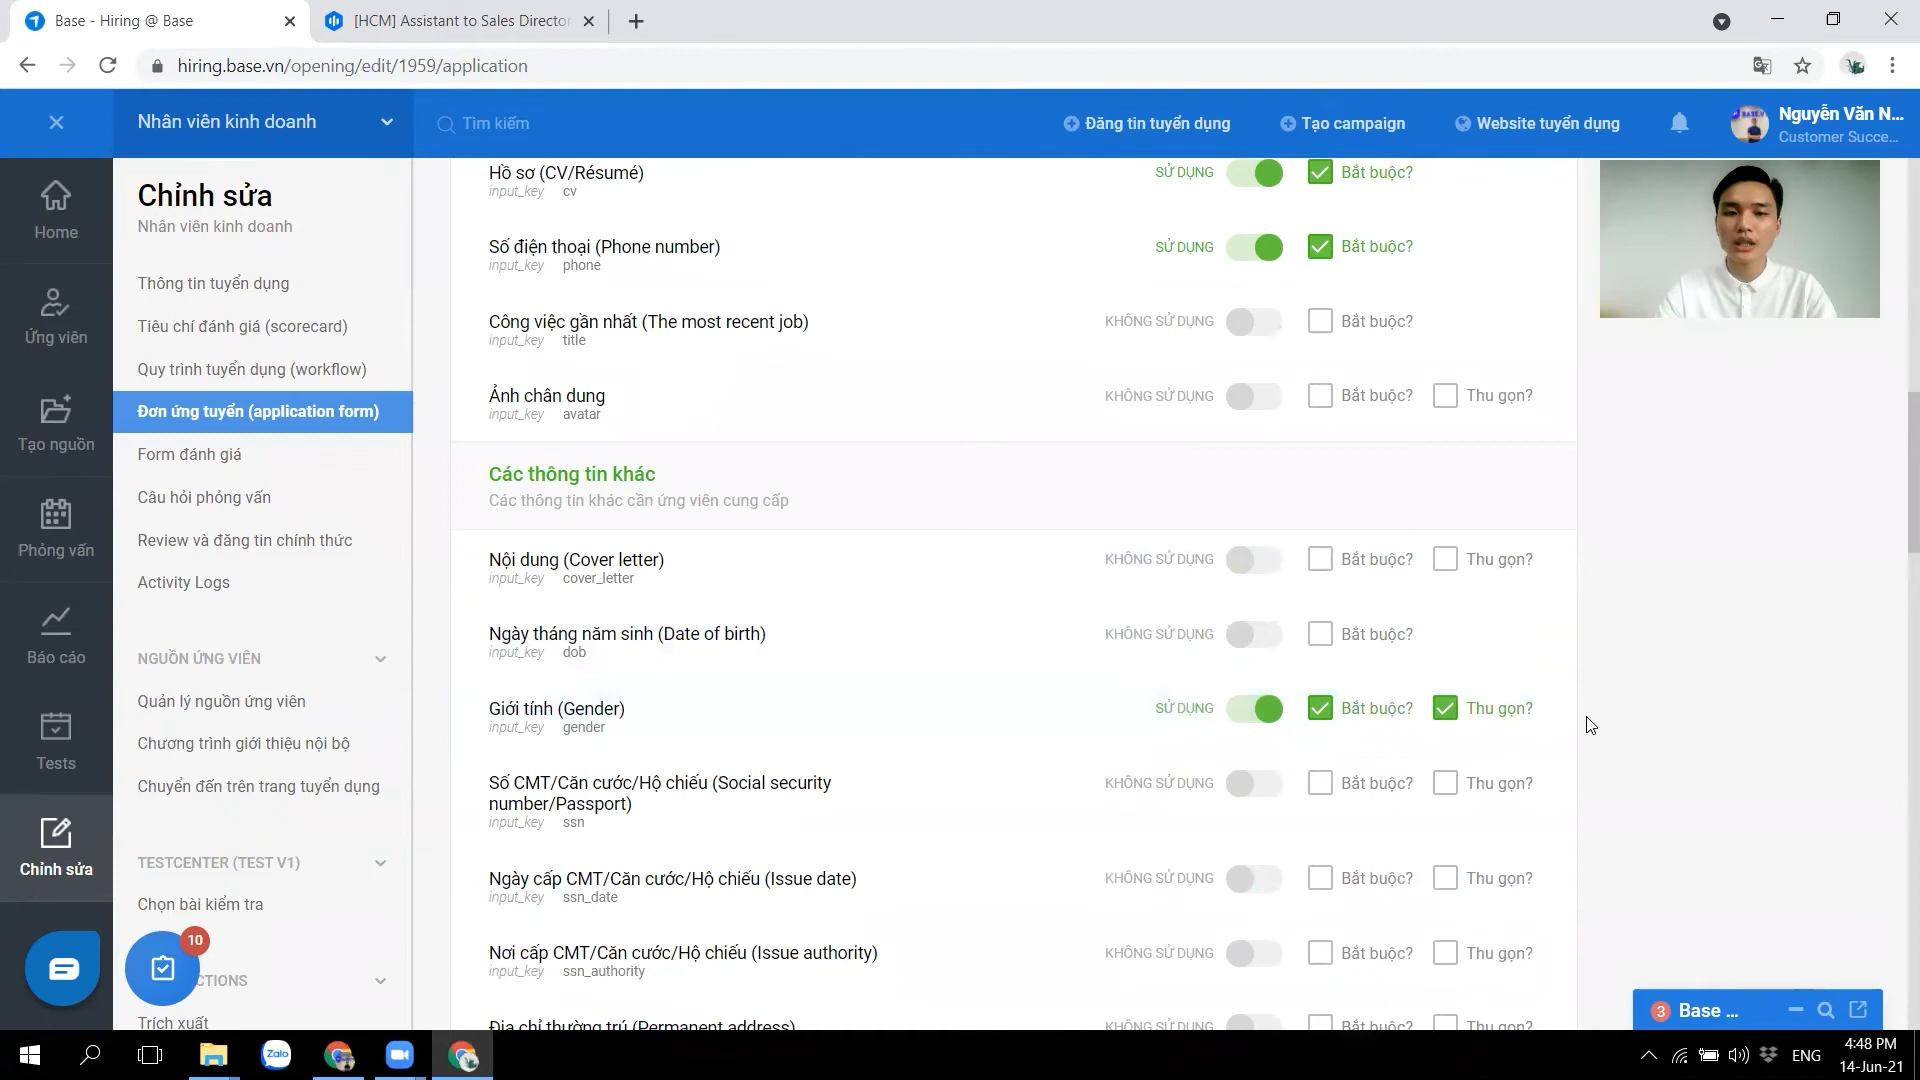 Base - Hiring @ Base
[HCM] Assistant to Sales Director
hiring.base.vn/opening/edit/1959/application
Nhân viên kinh doanh
Tìm kiếm
Đăng tin tuyển dụng
Tạo campaign
Website tuyển dụng
Nguyễn Văn N...
Customer Succe...
Home
Ứng viên
Tạo nguồn
Phỏng vấn
Báo cáo
Tests
Chỉnh sửa
Chỉnh sửa
Nhân viên kinh doanh
Thông tin tuyển dụng
Tiêu chí đánh giá (scorecard)
Quy trình tuyển dụng (workflow)
Đơn ứng tuyển (application form)
Form đánh giá
Câu hỏi phỏng vấn
Review và đăng tin chính thức
Activity Logs
NGUỒN ỨNG VIÊN
Quản lý nguồn ứng viên
Chương trình giới thiệu nội bộ
Chuyển đến trên trang tuyển dụng
TESTCENTER (TEST V1)
Chọn bài kiểm tra
10
CTIONS
Trích xuất
Hồ sơ (CV/Résumé)
SỬ DỤNG
Bắt buộc?
input_key cv
Số điện thoại (Phone number)
SỬ DỤNG
Bắt buộc?
input_key phone
Công việc gần nhất (The most recent job)
KHÔNG SỬ DỤNG
Bắt buộc?
input_key title
Ảnh chân dung
KHÔNG SỬ DỤNG
Bắt buộc?
Thu gọn?
input_key avatar
Các thông tin khác
Các thông tin khác cần ứng viên cung cấp
Nội dung (Cover letter)
KHÔNG SỬ DỤNG
Bắt buộc?
Thu gọn?
input_key cover_letter
Ngày tháng năm sinh (Date of birth)
KHÔNG SỬ DỤNG
Bắt buộc?
input_key dob
Giới tính (Gender)
SỬ DỤNG
Bắt buộc?
Thu gọn?
input_key gender
Số CMT/Căn cước/Hộ chiếu (Social security
number/Passport)
KHÔNG SỬ DỤNG
Bắt buộc?
Thu gọn?
input_key ssn
Ngày cấp CMT/Căn cước/Hộ chiếu (Issue date)
KHÔNG SỬ DỤNG
Bắt buộc?
Thu gọn?
input_key ssn_date
Nơi cấp CMT/Căn cước/Hộ chiếu (Issue authority)
KHÔNG SỬ DỤNG
Bắt buộc?
Thu gọn?
input_key ssn_authority
Địa chỉ thường trú (Permanent address)
KHÔNG SỬ DỤNG
Bắt buộc?
Thu gọn?
3 Base ...
Zalo
ENG
4:48 PM
14-Jun-21